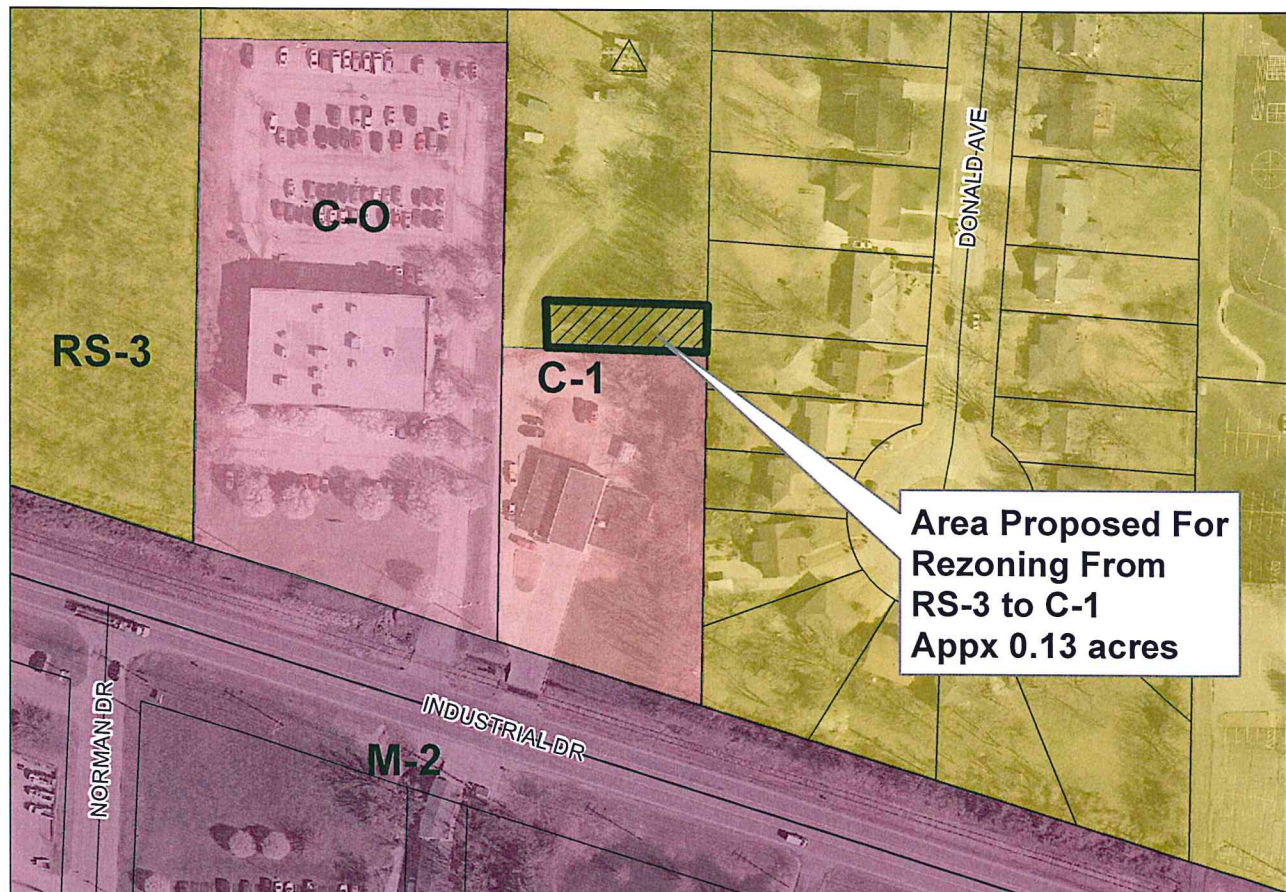 C-O
DONALD AVE
RS-3
C-1
Area Proposed For
Rezoning From
RS-3 to C-1
Appx 0.13 acres
INDUSTRIAL DR
NORMAN DR
M-2